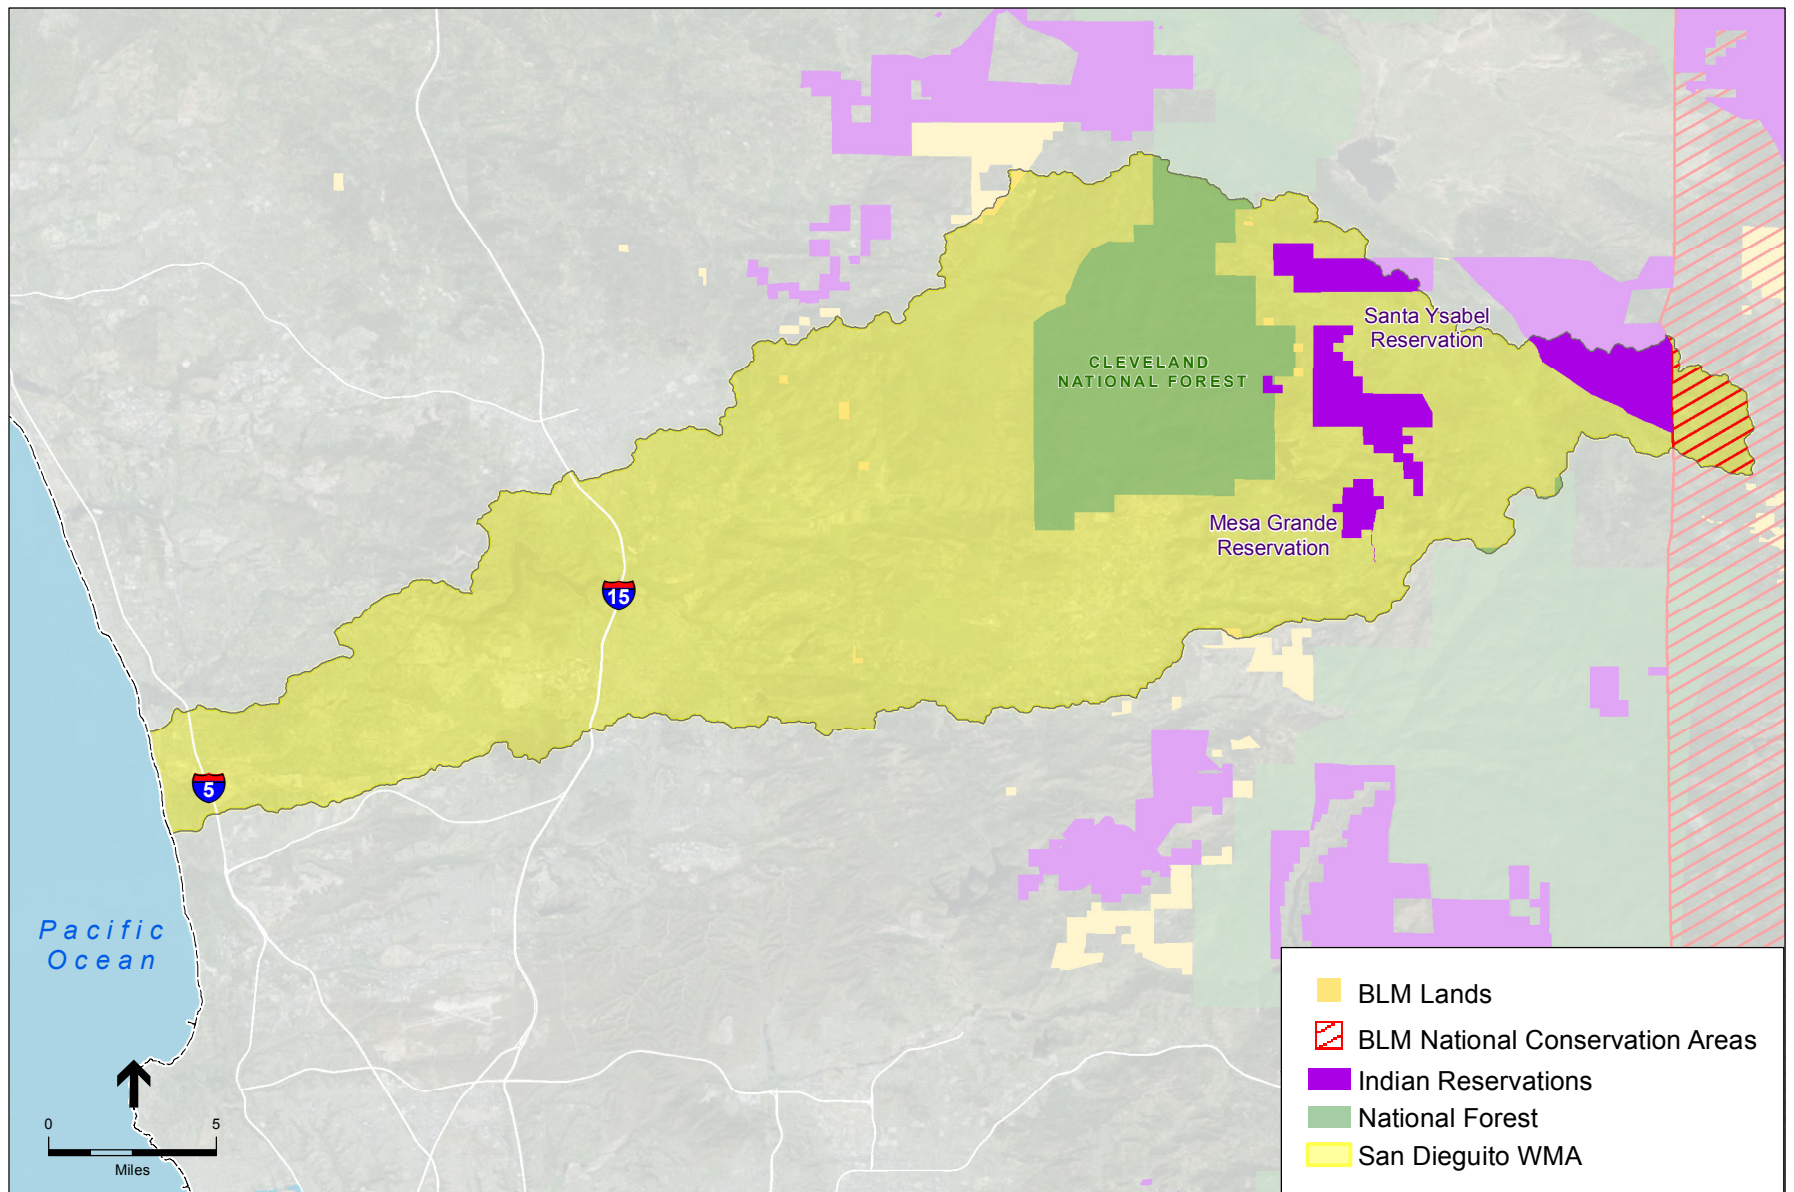 Santa Ysabel
Reservation
CLEVELAND
NATIONAL FOREST
Mesa Grande
Reservation
15
5
Pacific
Ocean
0 5
Miles
BLM Lands
BLM National Conservation Areas
Indian Reservations
National Forest
San Dieguito WMA